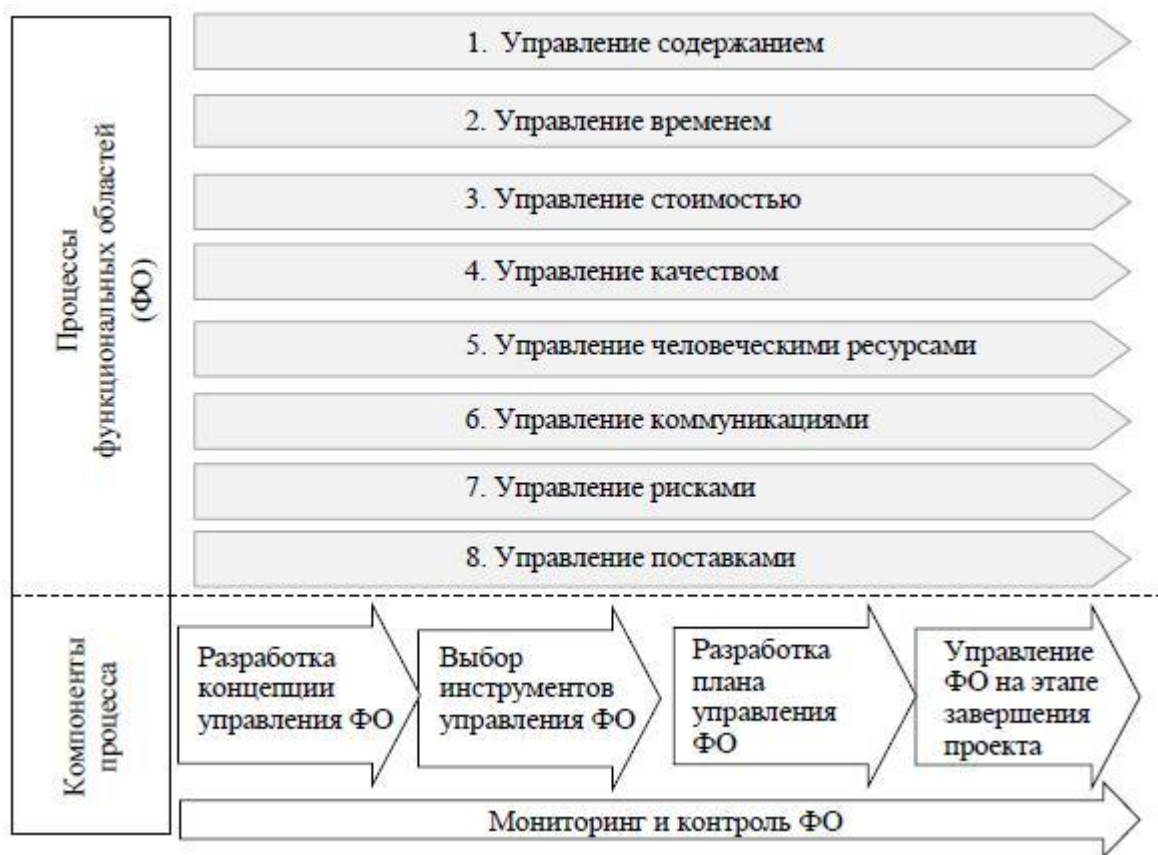 Процессы
функциональных областей
(ФО)
1. Управление содержанием
2. Управление временем
3. Управление стоимостью
4. Управление качеством
5. Управление человеческими ресурсами
6. Управление коммуникациями
7. Управление рисками
8. Управление поставками
Компоненты
процесса
Разработка
концепции
управления ФО
Выбор
инструментов
управления ФО
Разработка
плана
управления
ФО
Управление
ФО на этапе
завершения
проекта
Мониторинг и контроль ФО